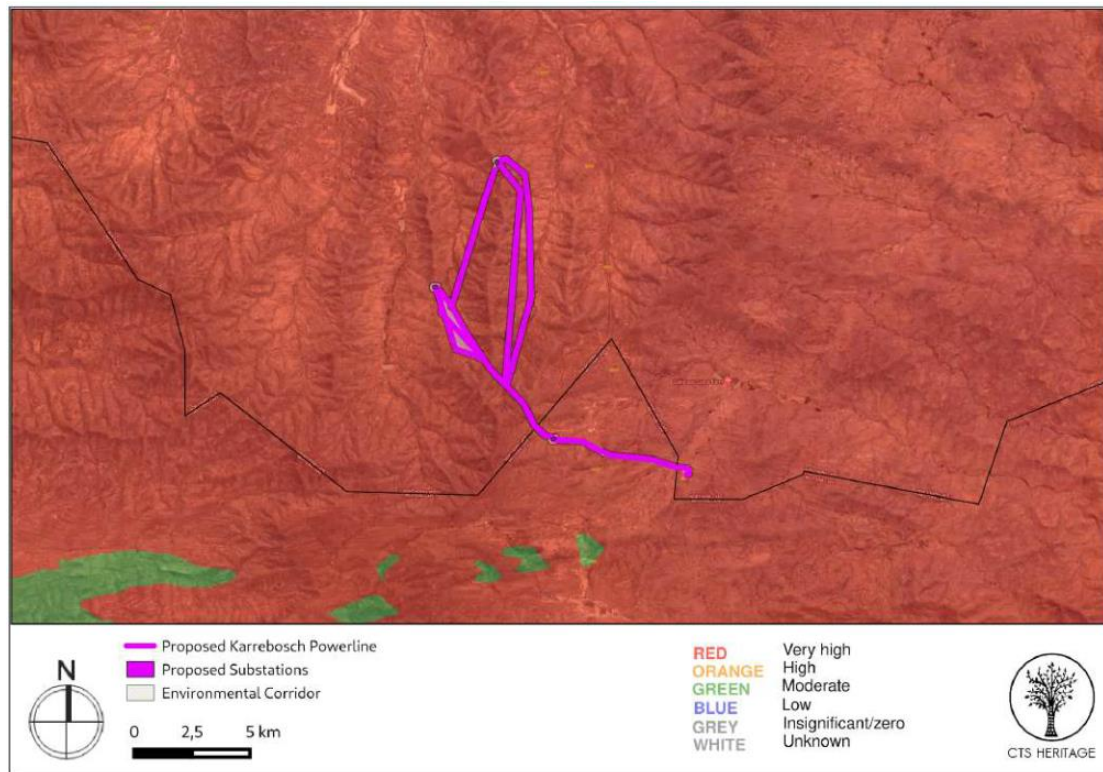 Proposed Karrebosch Powerline
Proposed Substations
Environmental Corridor
N
0 2,5 5 km
RED Very high
ORANGE High
GREEN Moderate
BLUE Low
GREY Insignificant/zero
WHITE Unknown
CTS HERITAGE